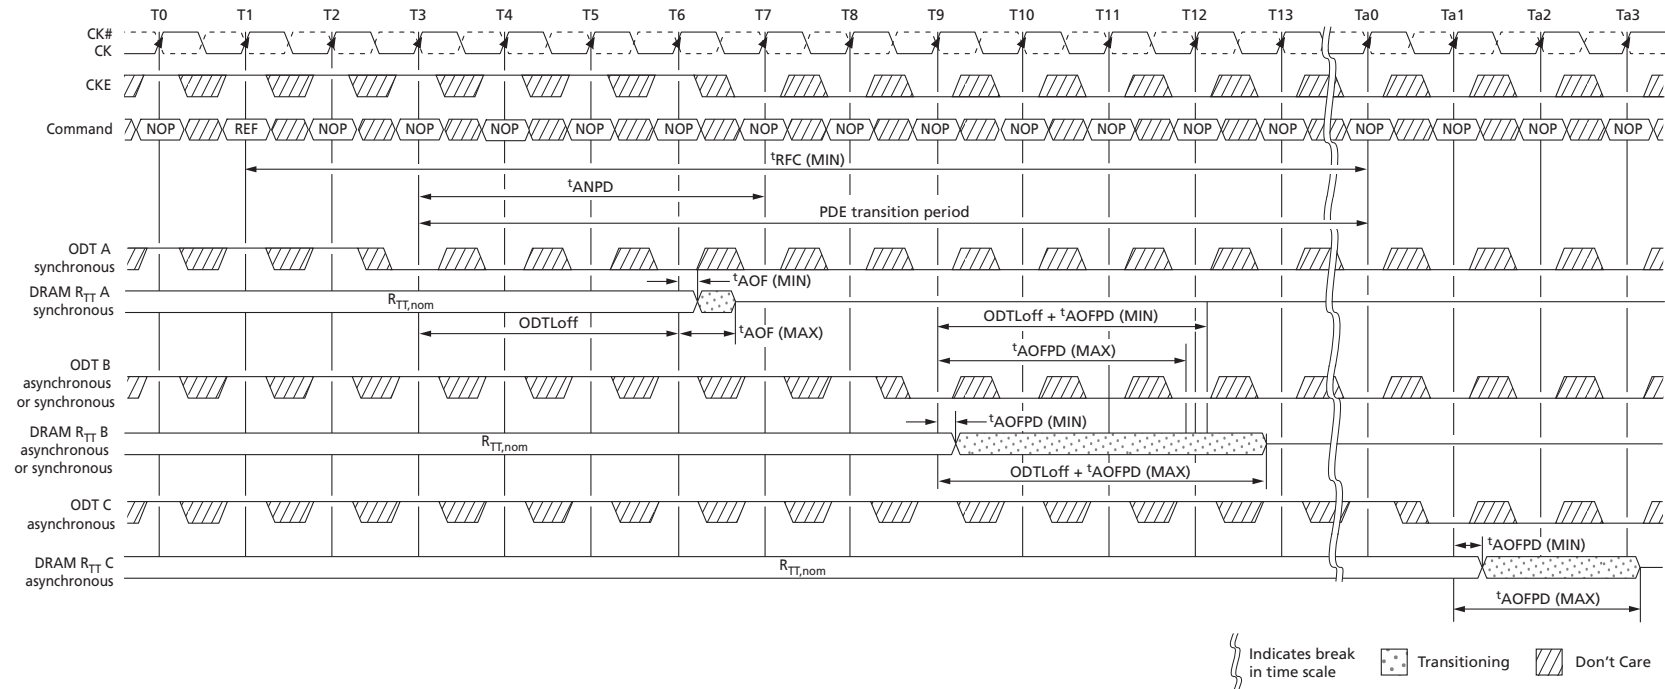 T0 T1 T2 T3 T4 T5 T6 T7 T8 T9 T10 T11 T12 T13 Ta0 Ta1 Ta2 Ta3
CK#
CK
CKE
Command NOP REF NOP NOP NOP NOP NOP NOP NOP NOP NOP NOP NOP NOP NOP NOP NOP NOP
tRFC (MIN)
tANPD
PDE transition period
ODT A
synchronous
tAOF (MIN)
DRAM RTT A
synchronous
RTT,nom
ODTLoff + tAOFPD (MIN)
ODTLoff
tAOF (MAX)
tAOFPD (MAX)
ODT B
asynchronous
or synchronous
tAOFPD (MIN)
DRAM RTT B
asynchronous
or synchronous
RTT,nom
ODTLoff + tAOFPD (MAX)
ODT C
asynchronous
tAOFPD (MIN)
DRAM RTT C
asynchronous
RTT,nom
tAOFPD (MAX)
Indicates break
in time scale
Transitioning
Don't Care